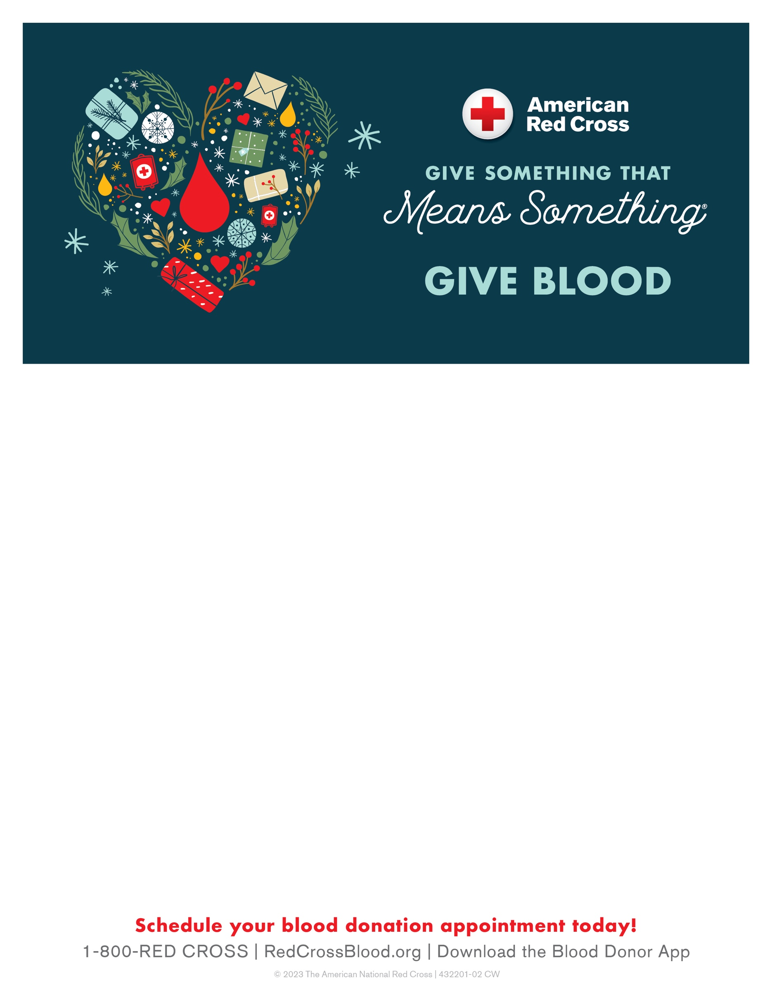 American
Red Cross
GIVE SOMETHING THAT
Means Something®
GIVE BLOOD
Schedule your blood donation appointment today!
1-800-RED CROSS | RedCrossBlood.org | Download the Blood Donor App
© 2023 The American National Red Cross | 432201-02 CW